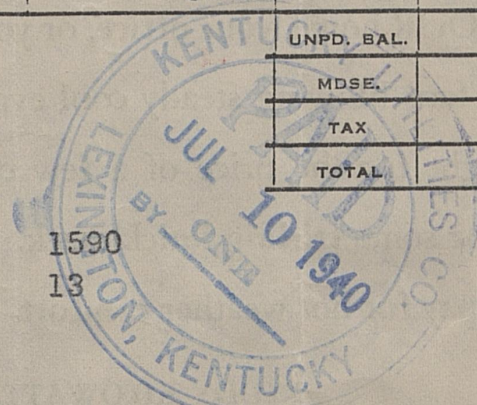 UNPD. BAL.
MDSE.
TAX
TOTAL
KENTUCKY UTILITIES CO.
PAID
JUL 10 1940
BY ONE
LEXINGTON, KENTUCKY
1590
13